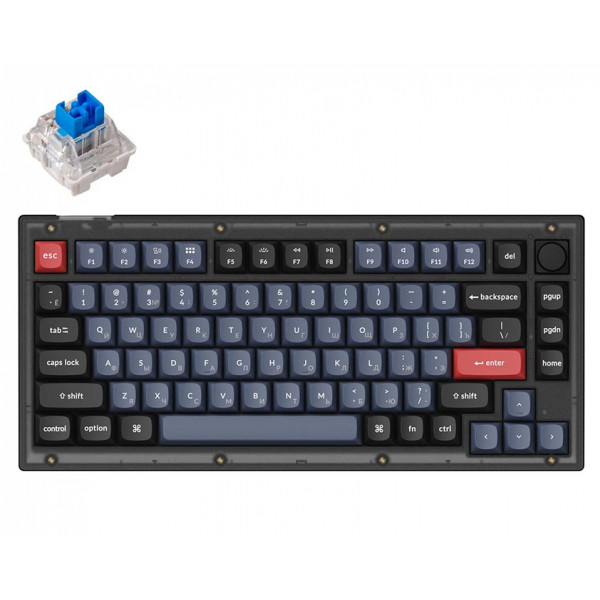 esc F1 F2 F3 F4 F5 F6 F7 F8 F9 F10 F11 F12 del
~ ` Ё ! 1 @ 2 # 3 $ 4 % 5 ^ 6 & 7 * 8 ( 9 ) 0 _ - + = ← backspace pgup
tab Q Й W Ц E У R К T Е Y Н U Г I Ш O Щ P З { [ Х } ] Ъ | \ / pgdn
caps lock A Ф S Ы D В F А G П H Р J О K Л L Д : ; Ж " ' Э ↩ enter home
⇧ shift Z Я X Ч C С V М B И N Т M Ь < , Б > . Ю ? / ⇧ shift ^
control option ⌘ ⌘ fn ctrl < ⌄ >